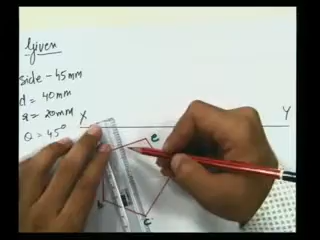 Given
side - 45mm
d = 40mm
a = 20mm
θ = 45°
X Y
e
c